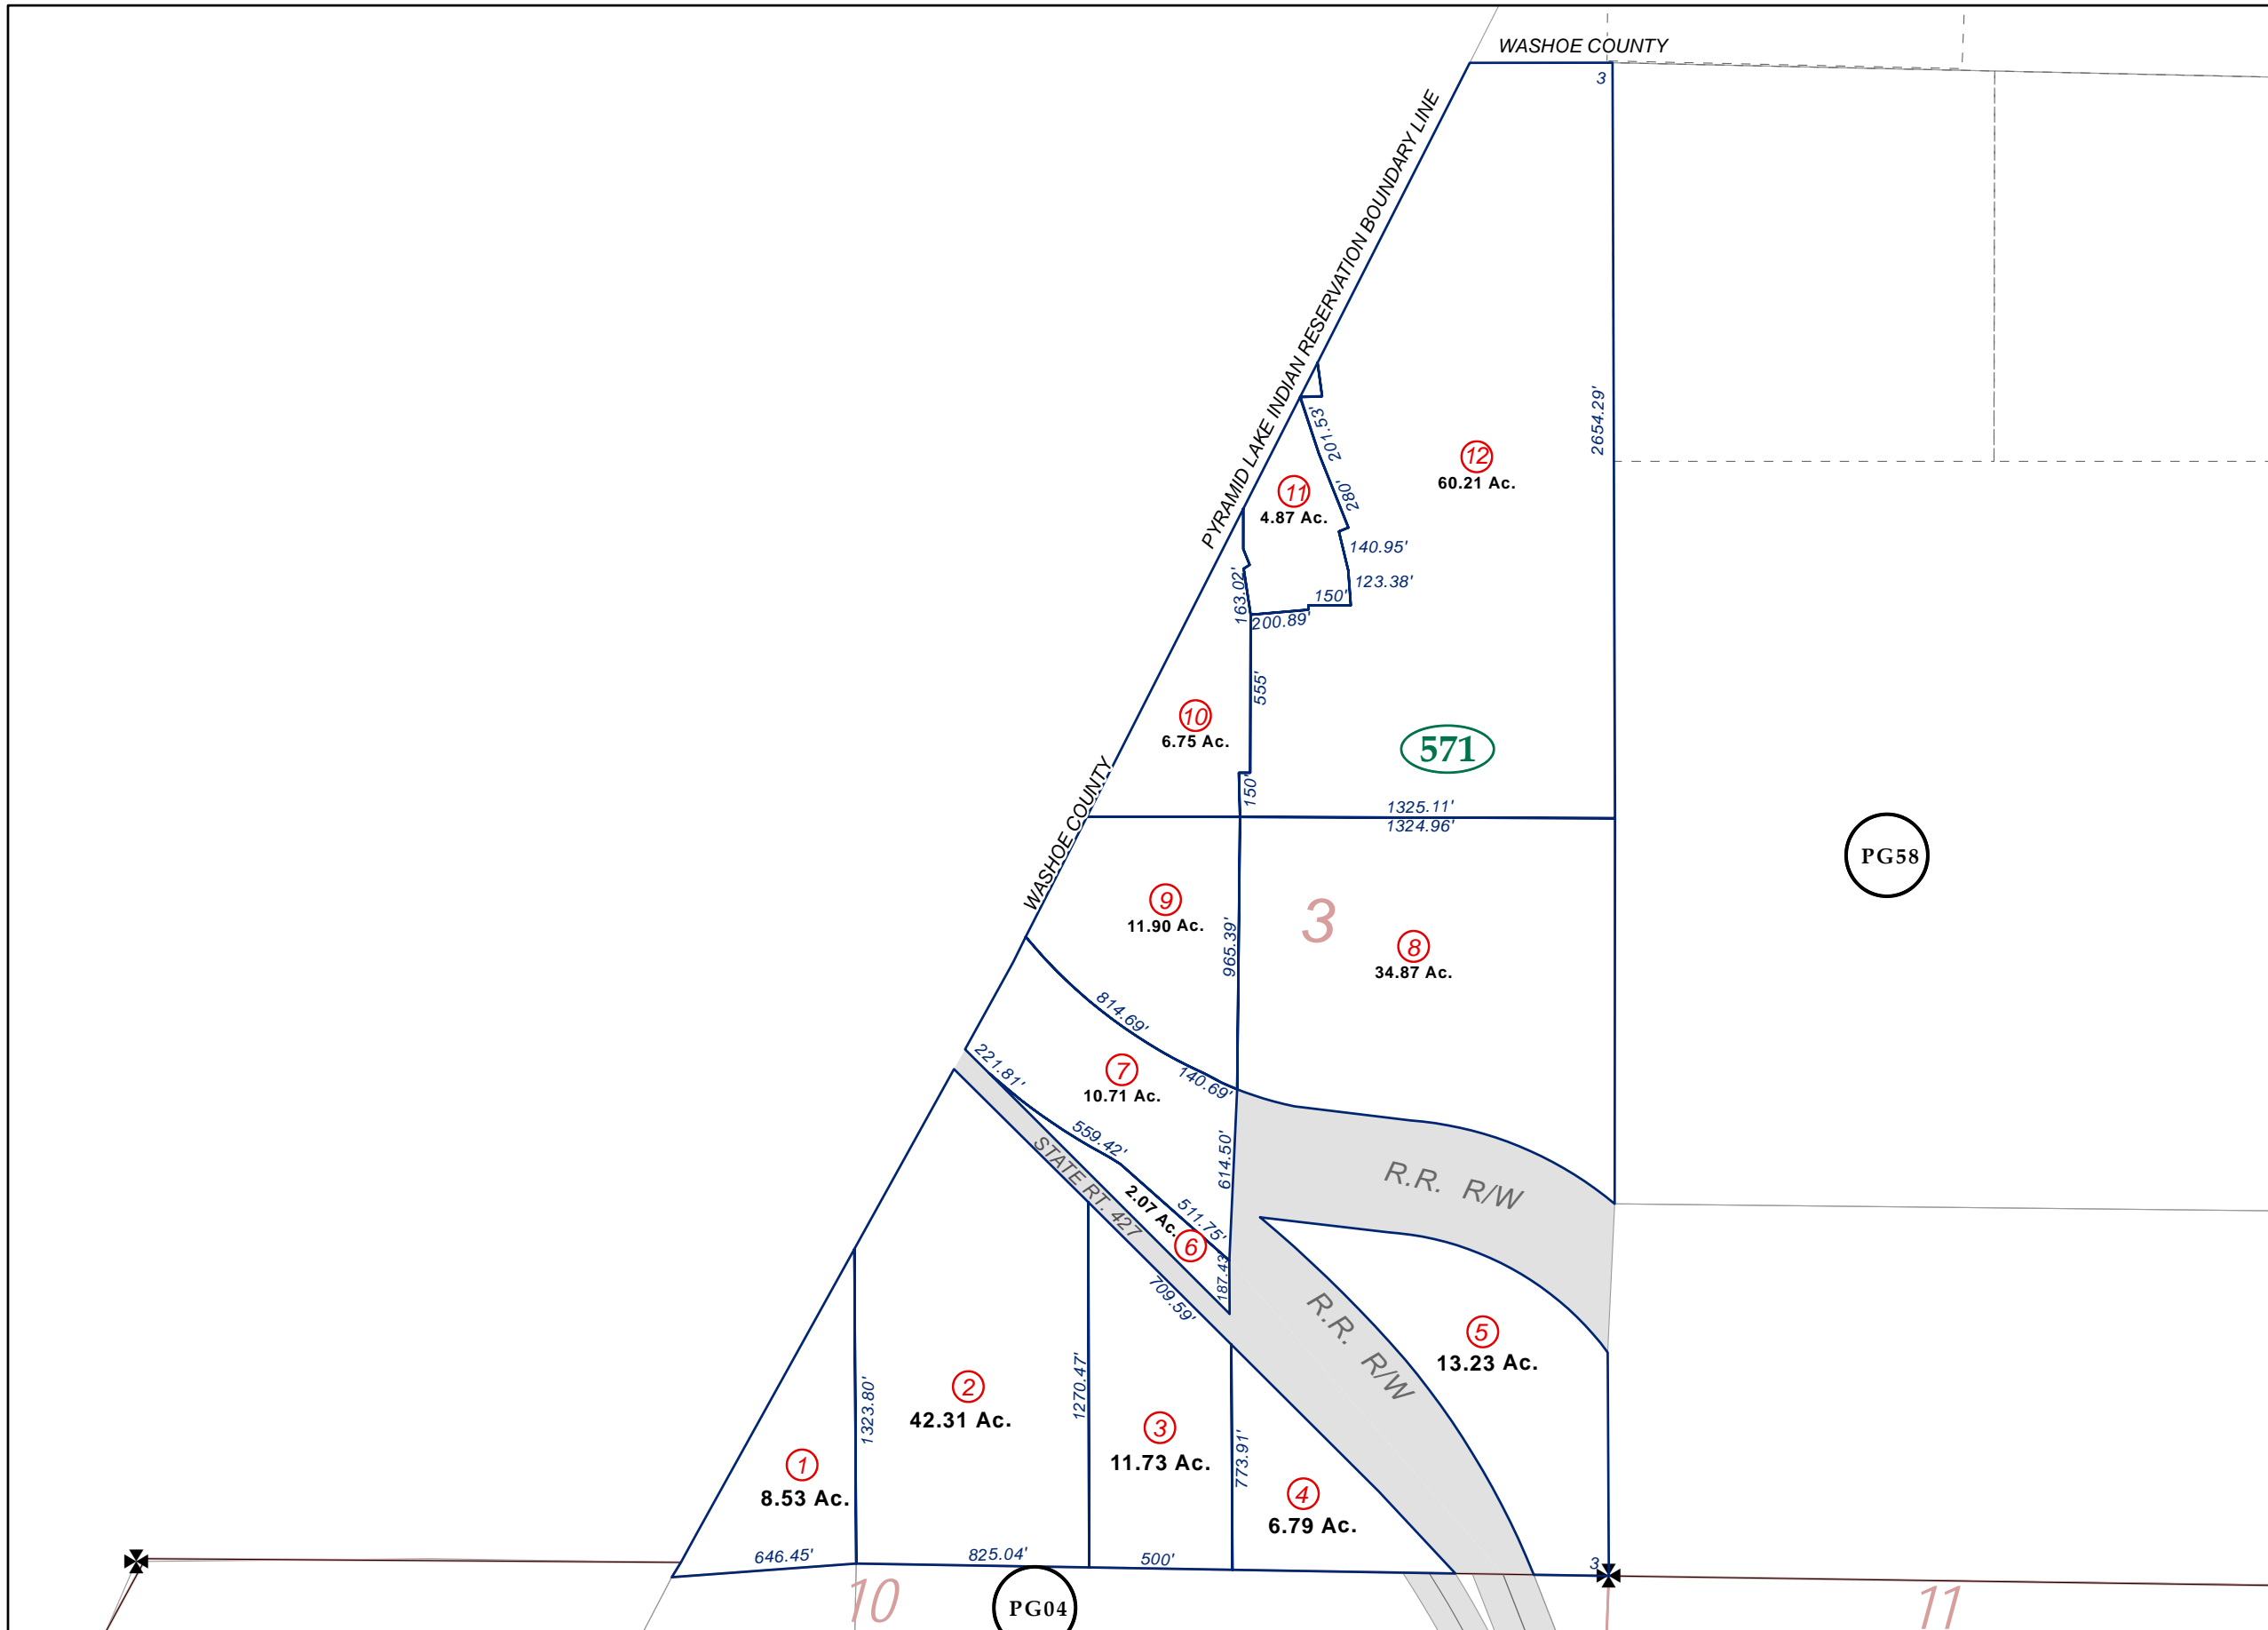 WASHOE COUNTY
3
PYRAMID LAKE INDIAN RESERVATION BOUNDARY LINE
2654.29'
201.53'
12
60.21 Ac.
11
4.87 Ac.
280'
140.95'
123.38'
163.02'
150'
200.89'
555'
10
6.75 Ac.
571
150'
1325.11'
1324.96'
WASHOE COUNTY
PG58
9
11.90 Ac.
3
8
34.87 Ac.
965.39'
814.69'
221.81'
7
10.71 Ac.
140.69'
559.42'
STATE RT. 427
614.50'
R.R. R/W
2.07 Ac.
511.75'
6
187.43'
709.59'
R.R. R/W
5
13.23 Ac.
2
42.31 Ac.
1323.80'
1270.47'
3
11.73 Ac.
773.91'
1
8.53 Ac.
4
6.79 Ac.
646.45'
825.04'
500'
3
10
PG04
11